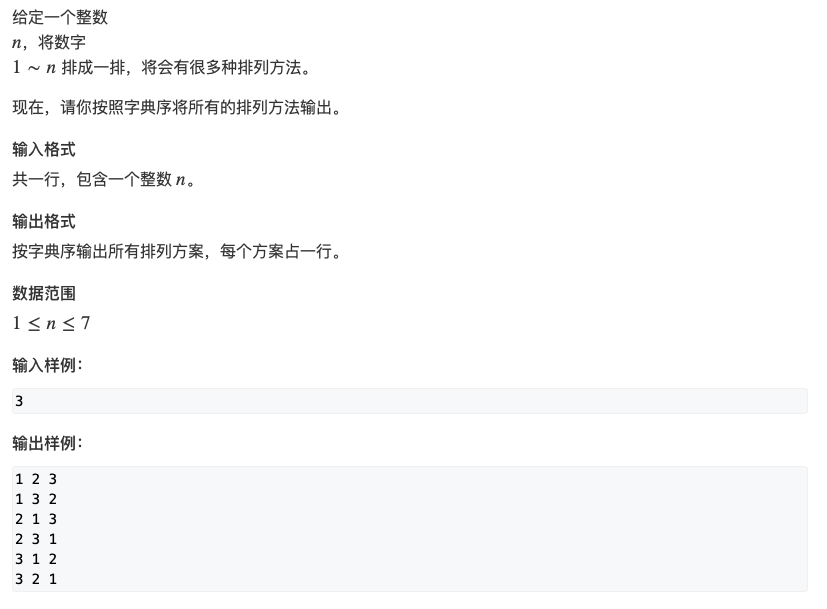 给定一个整数
n，将数字
1 ∼ n 排成一排，将会有很多种排列方法。
现在，请你按照字典序将所有的排列方法输出。
输入格式
共一行，包含一个整数 n。
输出格式
按字典序输出所有排列方案，每个方案占一行。
数据范围
1 ≤ n ≤ 7
输入样例：
3
输出样例：
1 2 3
1 3 2
2 1 3
2 3 1
3 1 2
3 2 1